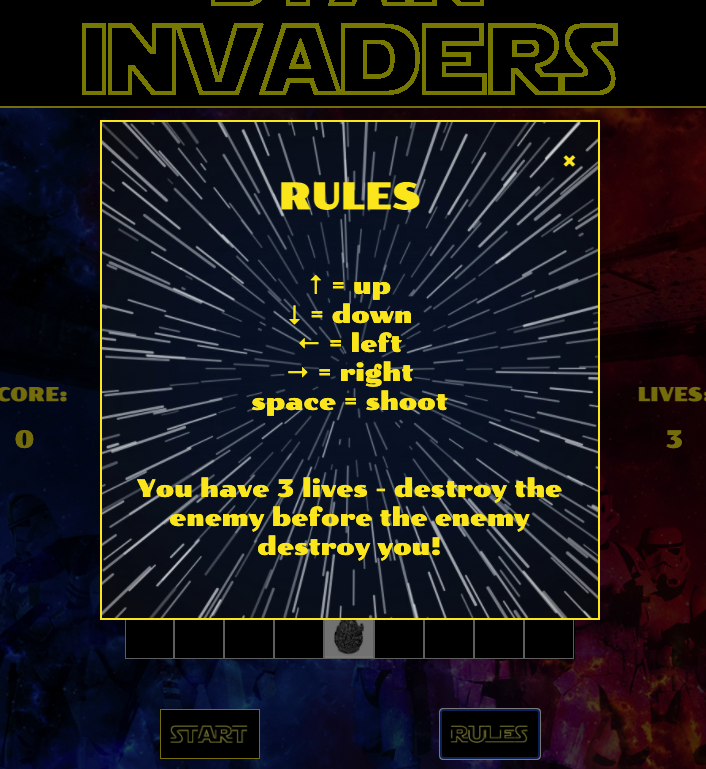 STAR
INVADERS
×
RULES
↑ = up
↓ = down
← = left
→ = right
space = shoot
CORE:
0
LIVES:
3
You have 3 lives - destroy the
enemy before the enemy
destroy you!
START
RULES